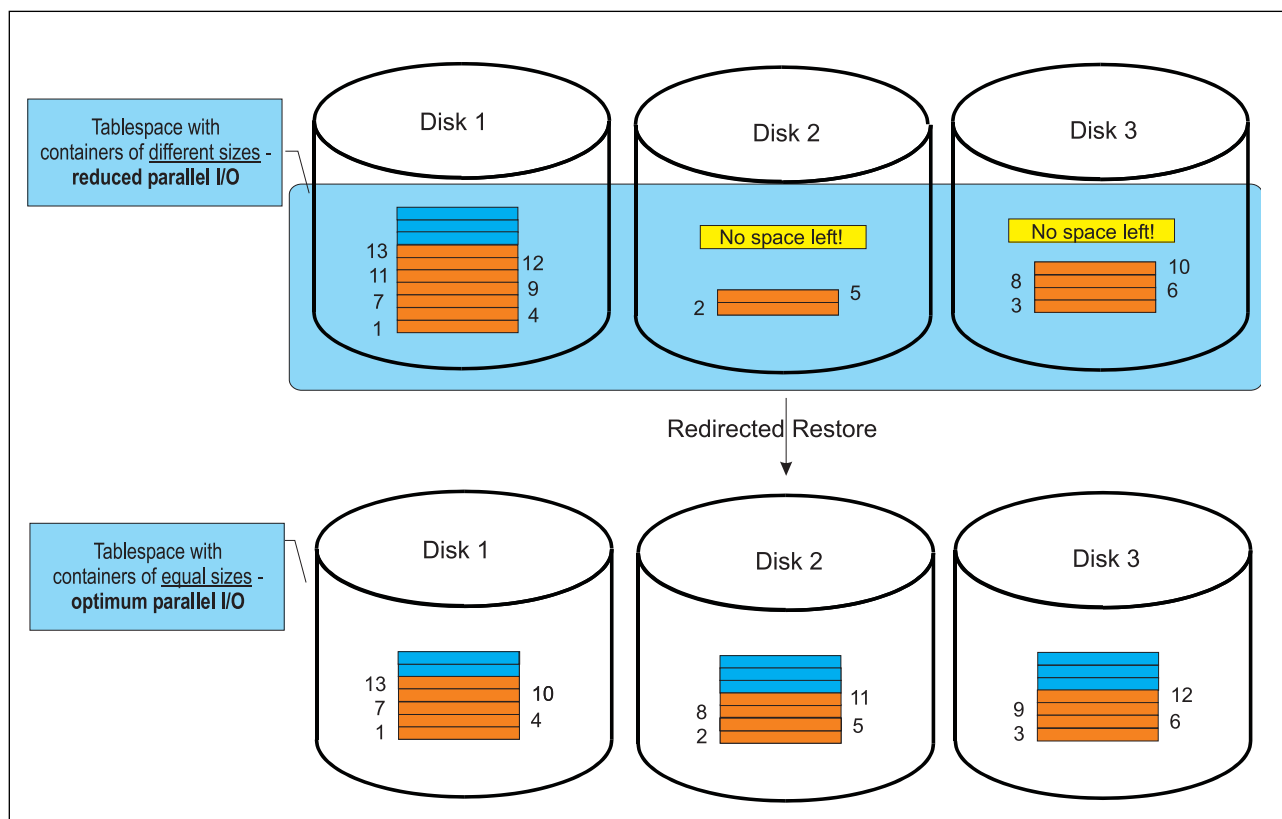 Disk 1
Disk 2
Disk 3
Tablespace with
containers of different sizes -
reduced parallel I/O
No space left!
No space left!
13
12
11
9
7
4
1
5
2
10
8
6
3
Redirected Restore
Disk 1
Disk 2
Disk 3
Tablespace with
containers of equal sizes -
optimum parallel I/O
13
10
7
4
1
11
8
5
2
12
9
6
3